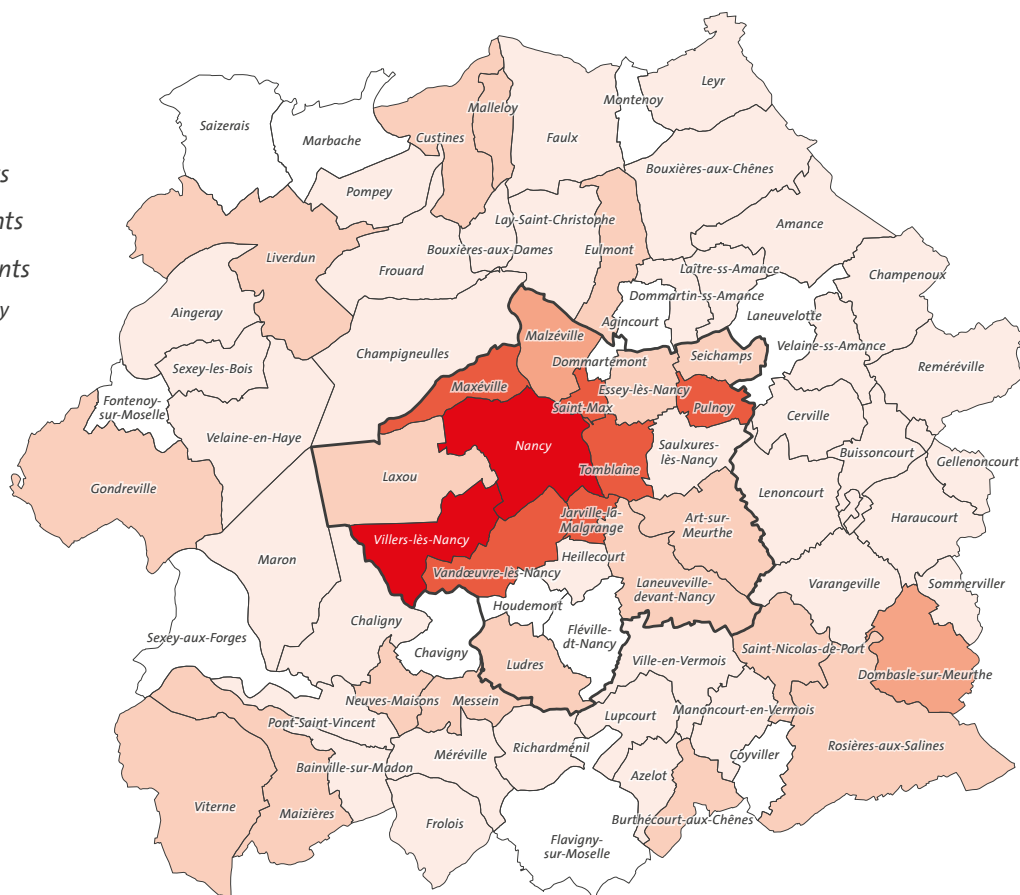 Leyr
Montenoy
Malleloy
Saizerais
Custines
Faulx
Marbache
Bouxières-aux-Chênes
s
Pompey
nts
Lay-Saint-Christophe
Amance
Bouxières-aux-Dames
Eulmont
Liverdun
nts
Frouard
Laître-ss-Amance
Champenoux
Dommartin-ss-Amance
y
Aingeray
Agincourt
Laneuvelotte
Malzéville
Velaine-ss-Amance
Champigneulles
Seichamps
Dommartemont
Sexey-les-Bois
Reméréville
Maxéville
Essey-lès-Nancy
Fontenoy-
sur-Moselle
Saint-Max
Pulnoy
Cerville
Velaine-en-Haye
Nancy
Saulxures-
lès-Nancy
Buissoncourt
Gellenoncourt
Tomblaine
Laxou
Gondreville
Lenoncourt
Jarville-la-
Malgrange
Art-sur-
Meurthe
Haraucourt
Villers-lès-Nancy
Maron
Heillecourt
Vandœuvre-lès-Nancy
Laneuveville-
devant-Nancy
Varangeville
Sommerviller
Houdemont
Chaligny
Sexey-aux-Forges
Fléville-
dt-Nancy
Chavigny
Saint-Nicolas-de-Port
Ludres
Ville-en-Vermois
Dombasle-sur-Meurthe
Neuves-Maisons
Messein
Manoncourt-en-Vermois
Pont-Saint-Vincent
Lupcourt
Richardménil
Rosières-aux-Salines
Méréville
Coyviller
Bainville-sur-Madon
Azelot
Viterne
Maizières
Frolois
Burthécourt-aux-Chênes
Flavigny-
sur-Moselle